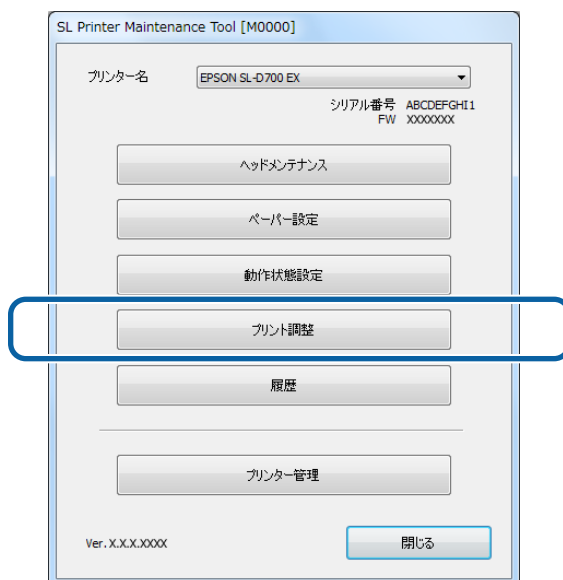 SL Printer Maintenance Tool [M0000]
プリンター名 EPSON SL-D700 EX
シリアル番号 ABCDEFGHI1
FW XXXXXXX
ヘッドメンテナンス
ペーパー設定
動作状態設定
プリント調整
履歴
プリンター管理
Ver. X.X.X.XXXX 閉じる